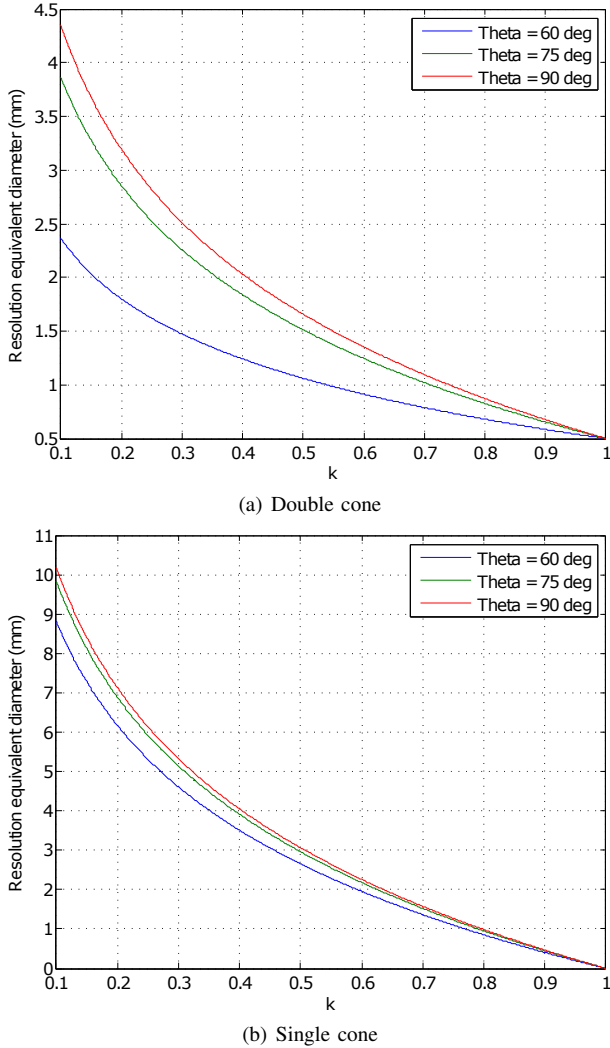 4.5
4
3.5
3
2.5
2
1.5
1
0.5
Resolution equivalent diameter (mm)
Theta = 60 deg
Theta = 75 deg
Theta = 90 deg
0.1 0.2 0.3 0.4 0.5 0.6 0.7 0.8 0.9 1
k
(a) Double cone
11
10
9
8
7
6
5
4
3
2
1
0
Resolution equivalent diameter (mm)
Theta = 60 deg
Theta = 75 deg
Theta = 90 deg
0.1 0.2 0.3 0.4 0.5 0.6 0.7 0.8 0.9 1
k
(b) Single cone